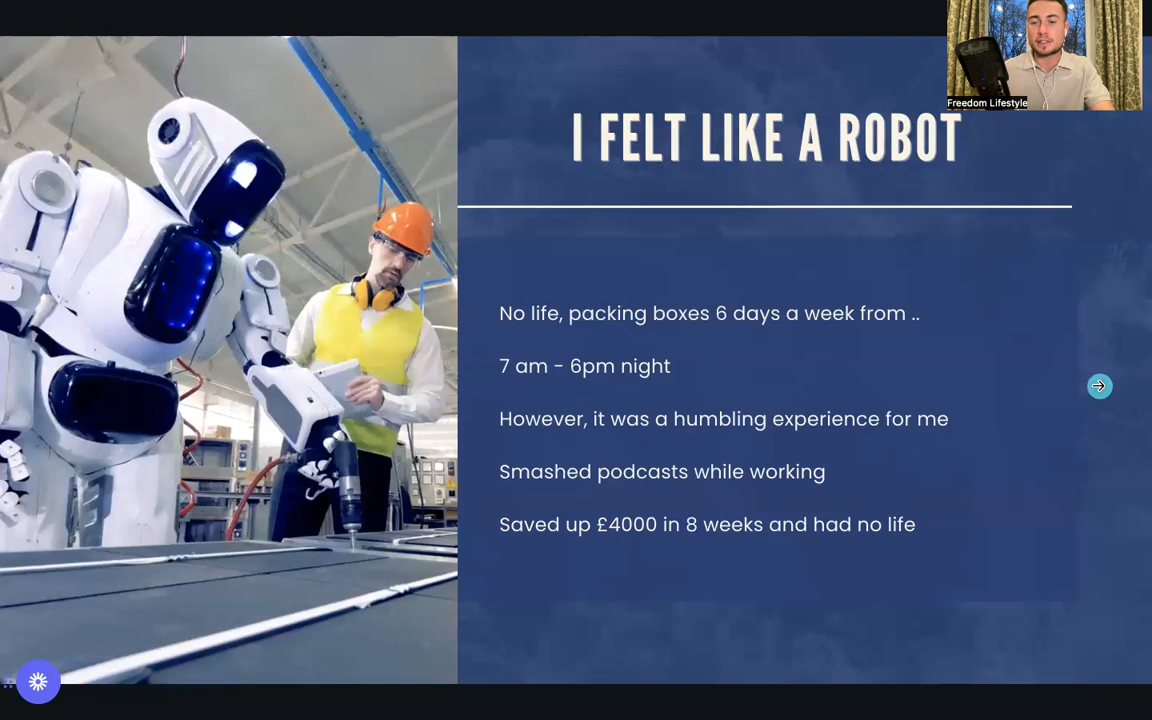 Freedom Lifestyle
I FELT LIKE A ROBOT
No life, packing boxes 6 days a week from ..
7 am - 6pm night
However, it was a humbling experience for me
Smashed podcasts while working
Saved up £4000 in 8 weeks and had no life